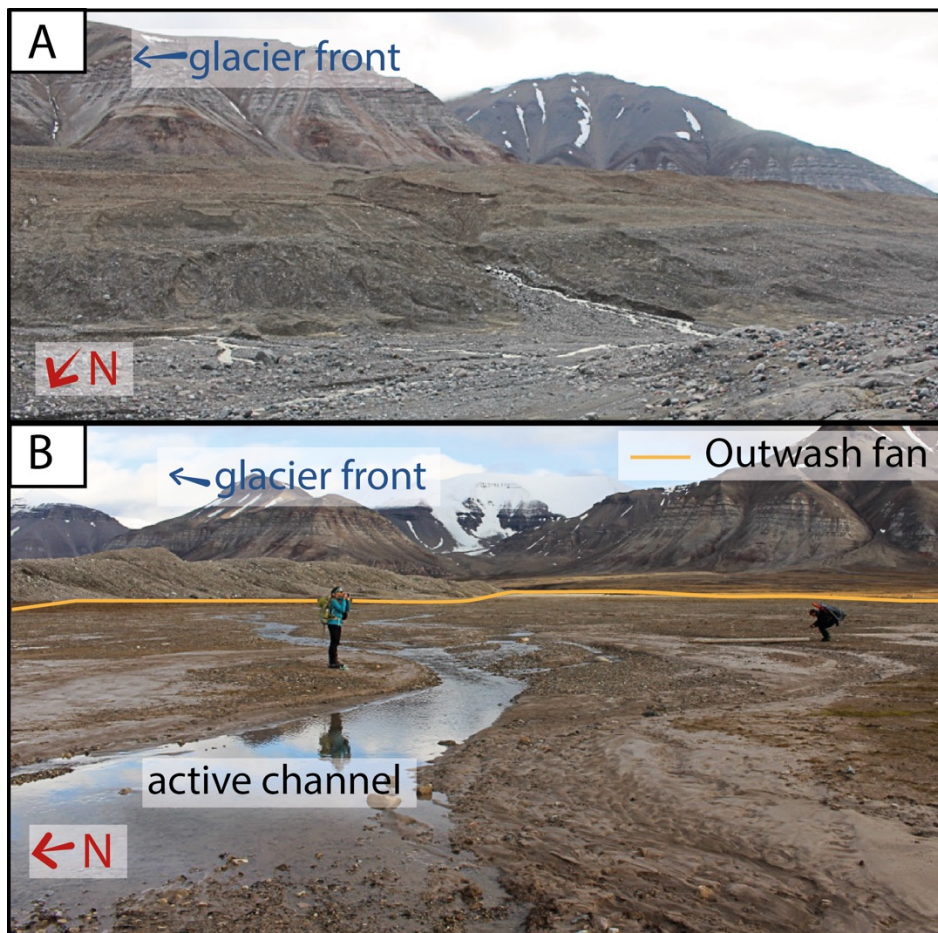 A
glacier front
N
B
Outwash fan
glacier front
active channel
N